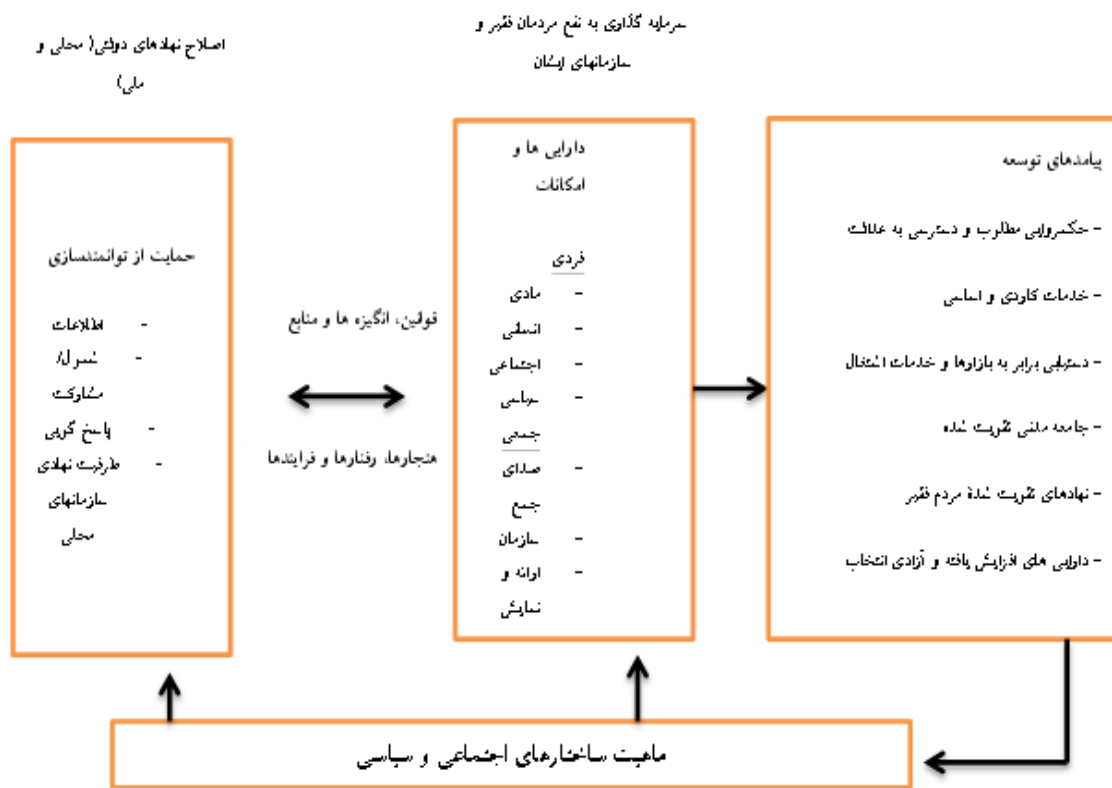 سرمایه گذاری به نفع مردمان فقیر و
سازمانهای ایشان
اصلاح نهادهای دولتی( محلی و
ملی)
پیامدهای توسعه
- حکمروایی مطلوب و دسترسی به عدالت
- خدمات کاردی و اساسی
- دستیابی برابر به بازارها و خدمات اشتغال
- جامعه مدنی تقویت شده
- نهادهای تقویت شدۀ مردم فقیر
- دارایی های افزایش یافته و آزادی انتخاب
دارایی ها و
امکانات
فردی
- مادی
- انسانی
- اجتماعی
- سیاسی
جمعی
- صدای
جمع
- سازمان
- ارائه و
نمایش
قوانین، انگیزه ها و منابع
هنجارها، رفتارها و فرایندها
حمایت از توانمندسازی
- اطلاعات
- شمول/
مشارکت
- پاسخ گویی
- ظرفیت نهادی
سازمانهای
محلی
ماهیت ساختارهای اجتماعی و سیاسی